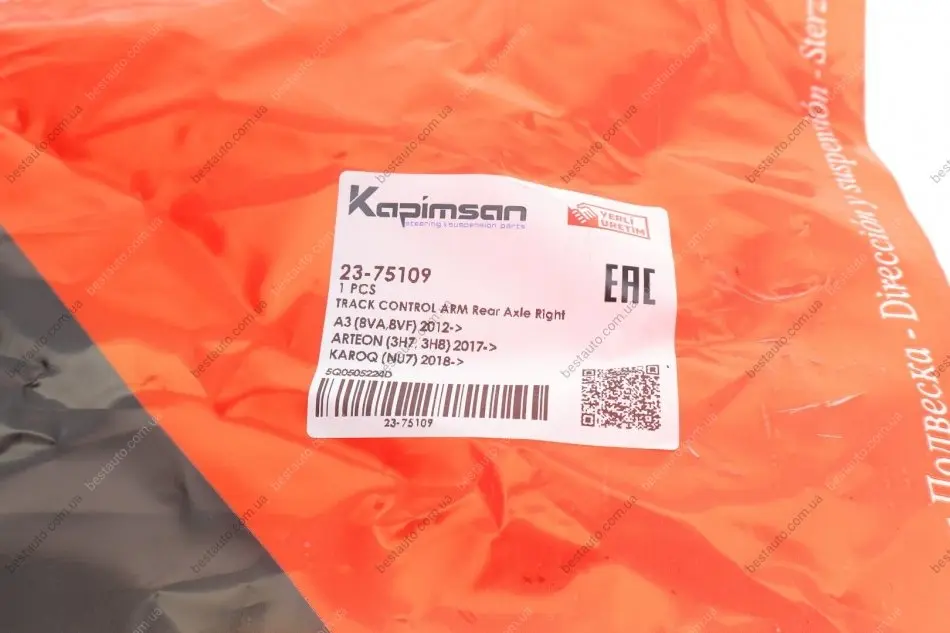 Kapimsan
steering & suspension parts
YERLİ
ÜRETİM
23-75109
1 PCS
TRACK CONTROL ARM Rear Axle Right
A3 (8VA,8VF) 2012->
ARTEON (3H7, 3H8) 2017->
KAROQ (NU7) 2018->
5Q0505224D
23-75109
EAC
Подвеска - Dirección y suspensión - Sterz
bestauto.com.ua